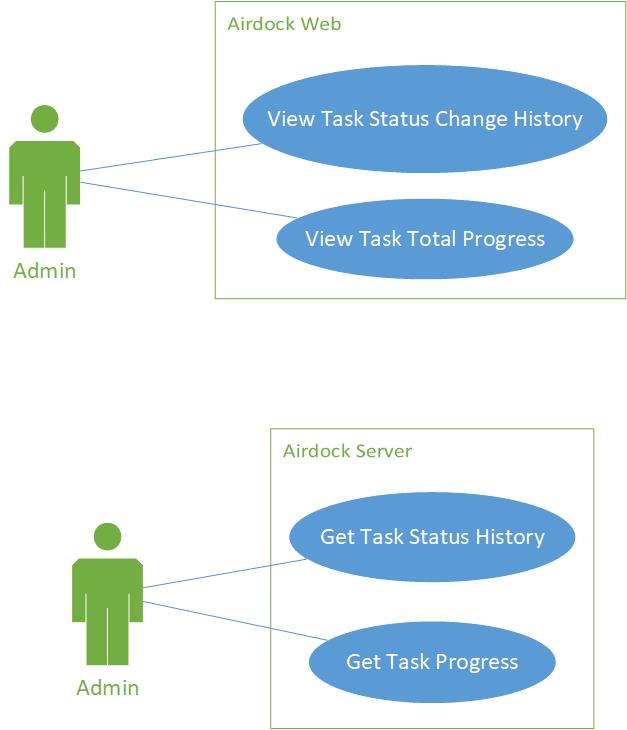 Airdock Web
View Task Status Change History
View Task Total Progress
Admin
Airdock Server
Get Task Status History
Get Task Progress
Admin